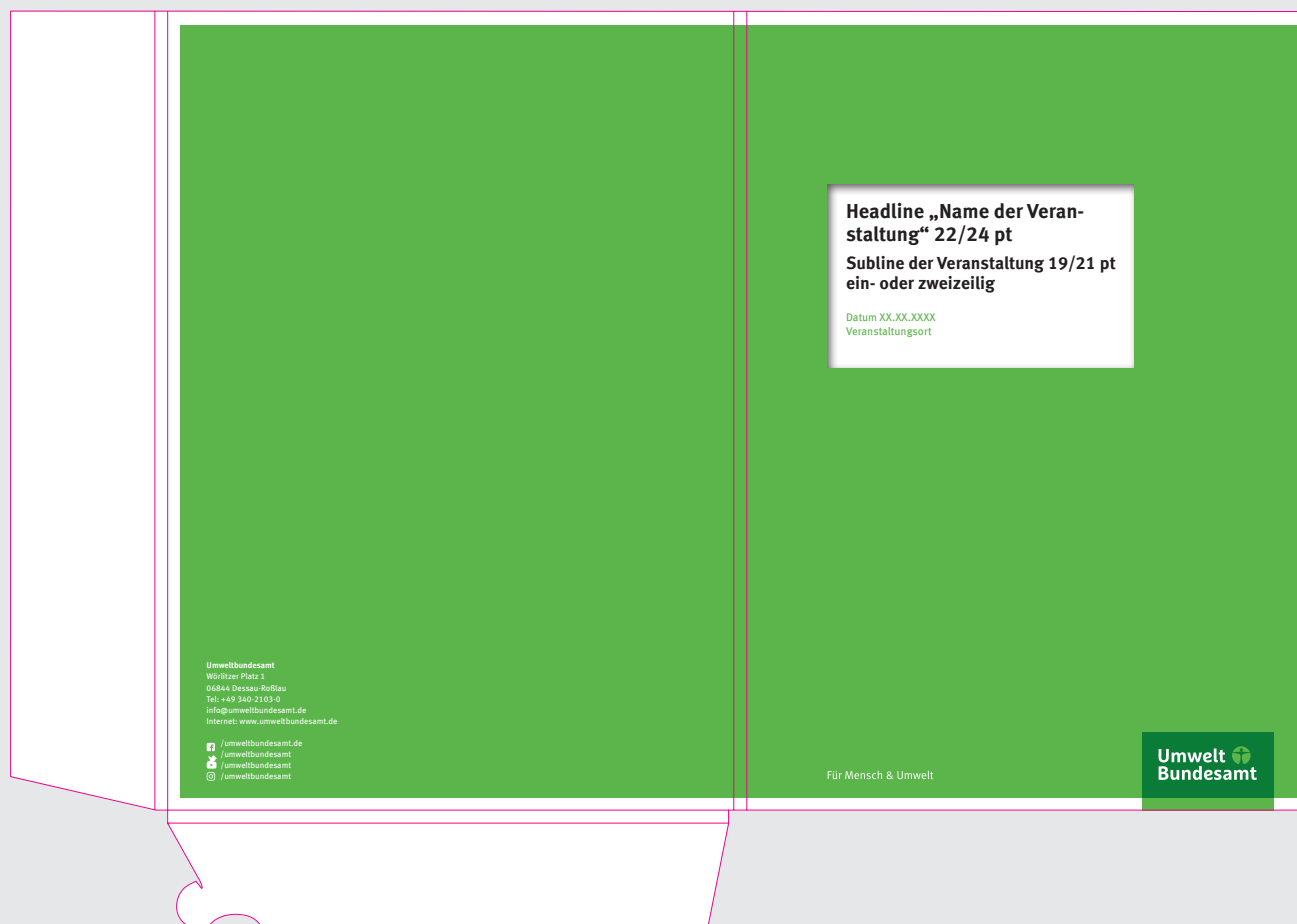 Headline „Name der Veran-
staltung“ 22/24 pt
Subline der Veranstaltung 19/21 pt
ein- oder zweizeilig
Datum XX.XX.XXXX
Veranstaltungsort
Umweltbundesamt
Wörlitzer Platz 1
06844 Dessau-Roßlau
Tel: +49 340-2103-0
info@umweltbundesamt.de
Internet: www.umweltbundesamt.de
/umweltbundesamt.de
/umweltbundesamt
/umweltbundesamt
/umweltbundesamt
Für Mensch & Umwelt
Umwelt
Bundesamt